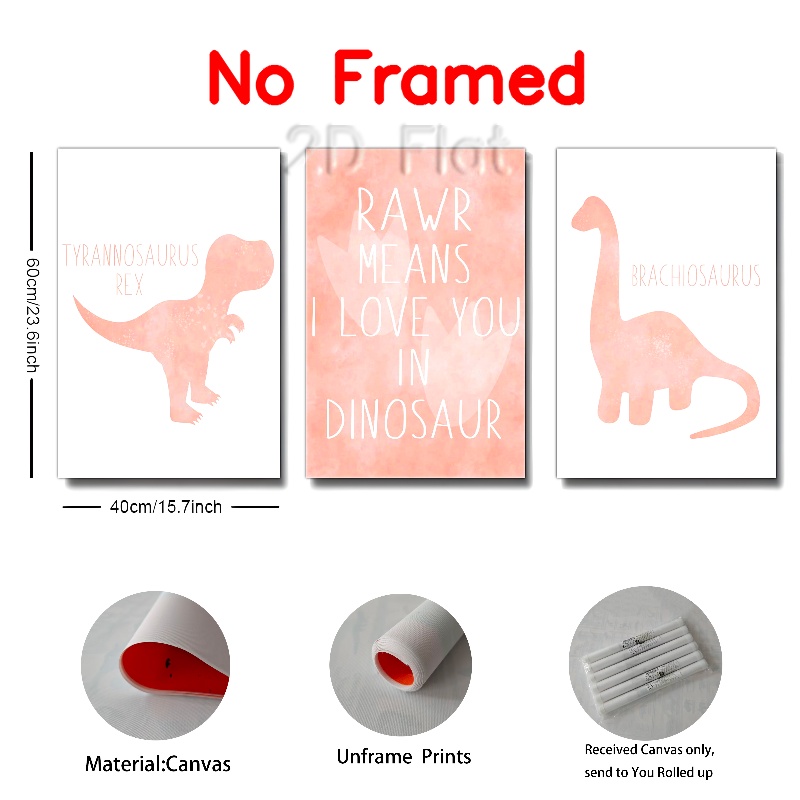 No Framed
2D Flat
60cm/23.6inch
TYRANNOSAURUS
REX
RAWR
MEANS
I LOVE YOU
IN
DINOSAUR
BRACHIOSAURUS
40cm/15.7inch
Material:Canvas
Unframe Prints
Received Canvas only,
send to You Rolled up